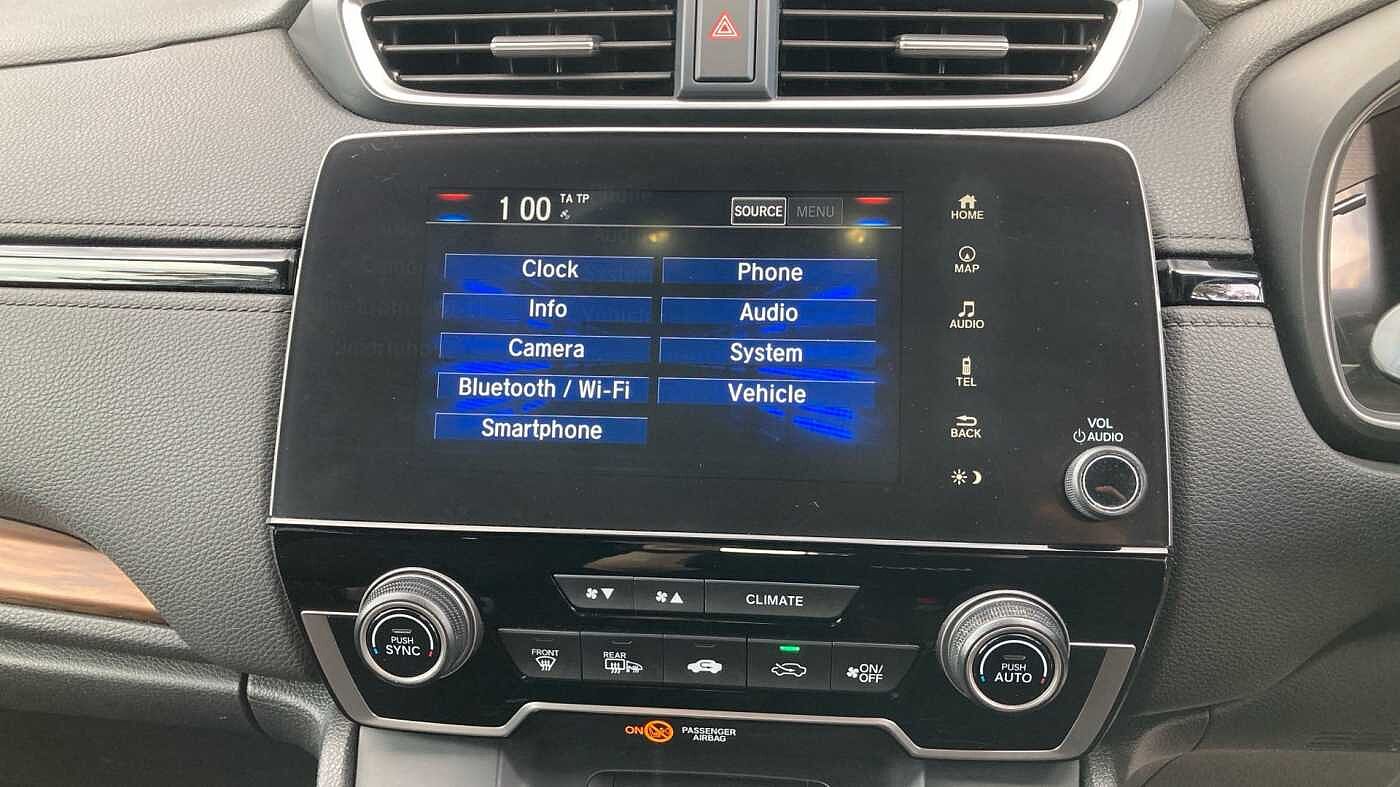 1 00 TA TP SOURCE MENU
Clock
Phone
Info
Audio
Camera
System
Bluetooth / Wi-Fi
Vehicle
Smartphone
HOME
MAP
AUDIO
TEL
BACK
VOL
AUDIO
CLIMATE
PUSH
SYNC
FRONT
REAR
ON/
OFF
PUSH
AUTO
ON
PASSENGER
AIRBAG